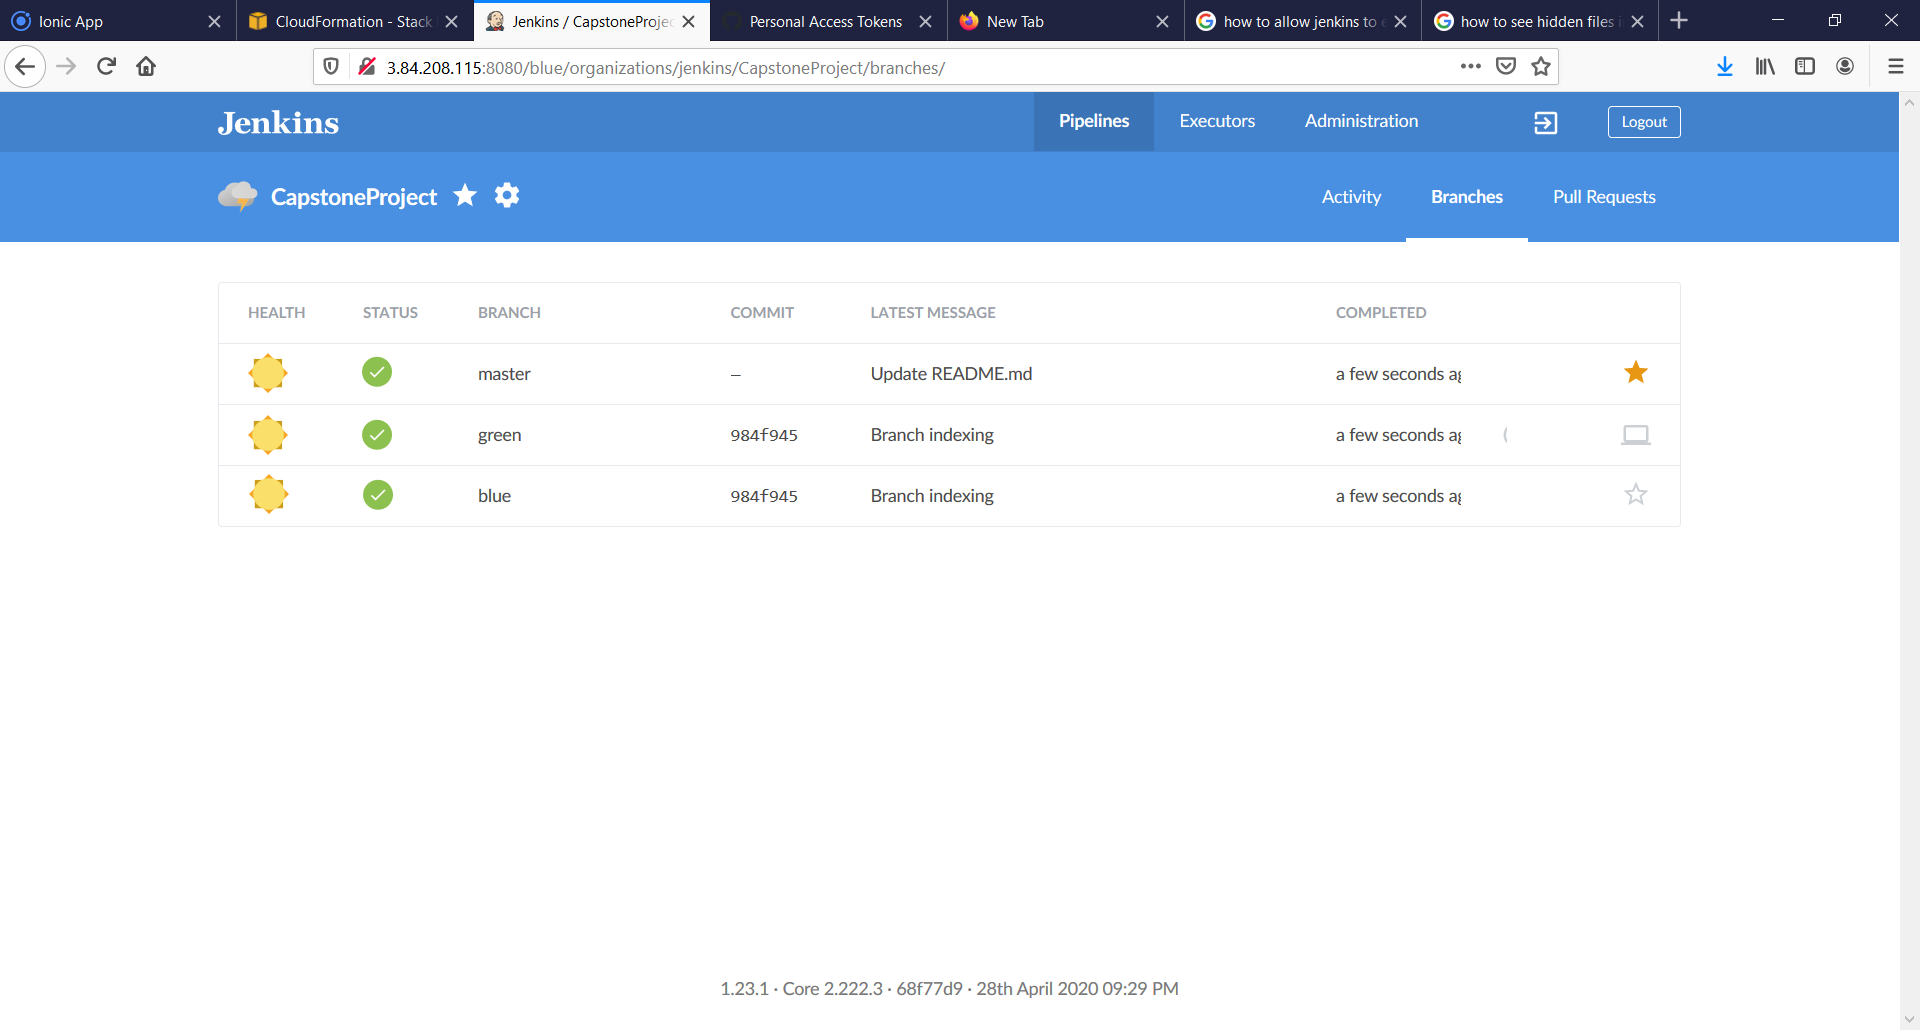 Ionic App
CloudFormation - Stack
Jenkins / CapstoneProjec
Personal Access Tokens
New Tab
how to allow jenkins to e
how to see hidden files i
3.84.208.115:8080/blue/organizations/jenkins/CapstoneProject/branches/
Jenkins
Pipelines
Executors
Administration
Logout
CapstoneProject
Activity
Branches
Pull Requests
HEALTH STATUS BRANCH COMMIT LATEST MESSAGE COMPLETED
master – Update README.md a few seconds ag
green 984f945 Branch indexing a few seconds ag
blue 984f945 Branch indexing a few seconds ag
1.23.1 · Core 2.222.3 · 68f77d9 · 28th April 2020 09:29 PM